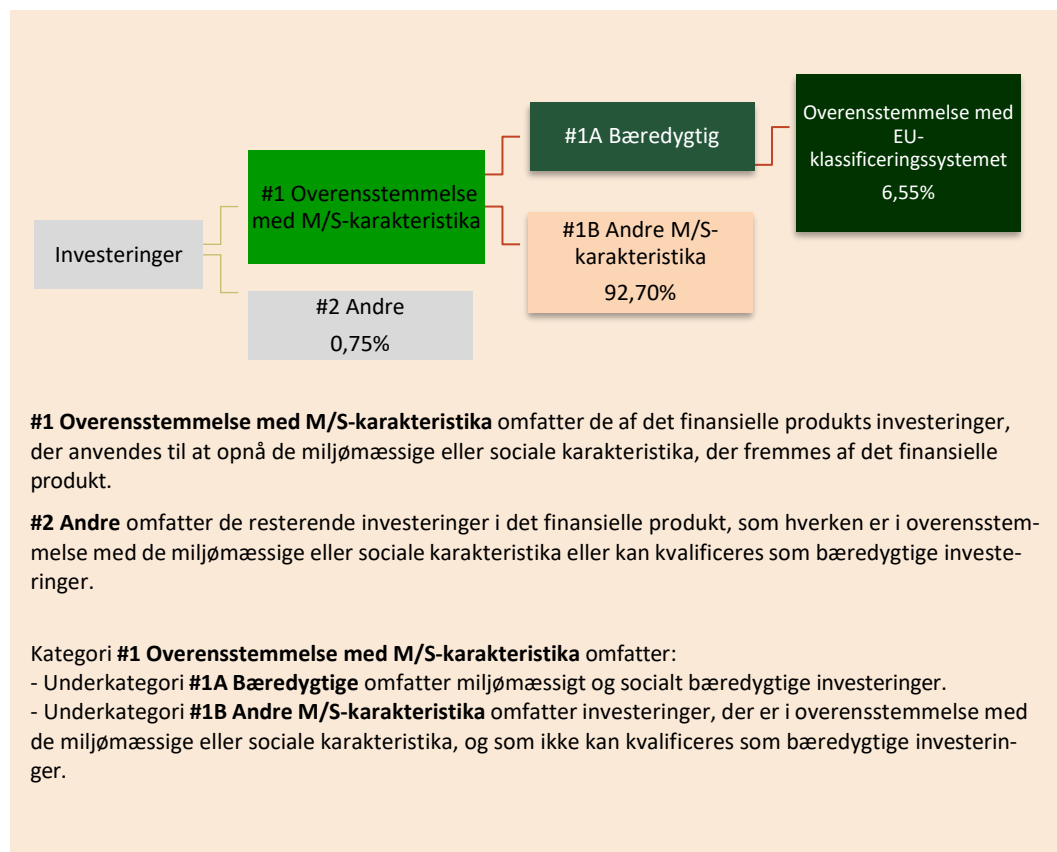 Investeringer
#1 Overensstemmelse
med M/S-karakteristika
#2 Andre
0,75%
#1A Bæredygtig
#1B Andre M/S-
karakteristika
92,70%
Overensstemmelse med
EU-
klassificeringssystemet
6,55%
#1 Overensstemmelse med M/S-karakteristika omfatter de af det finansielle produkts investeringer,
der anvendes til at opnå de miljømæssige eller sociale karakteristika, der fremmes af det finansielle
produkt.
#2 Andre omfatter de resterende investeringer i det finansielle produkt, som hverken er i overensstem-
melse med de miljømæssige eller sociale karakteristika eller kan kvalificeres som bæredygtige investe-
ringer.
Kategori #1 Overensstemmelse med M/S-karakteristika omfatter:
- Underkategori #1A Bæredygtige omfatter miljømæssigt og socialt bæredygtige investeringer.
- Underkategori #1B Andre M/S-karakteristika omfatter investeringer, der er i overensstemmelse med
de miljømæssige eller sociale karakteristika, og som ikke kan kvalificeres som bæredygtige investerin-
ger.